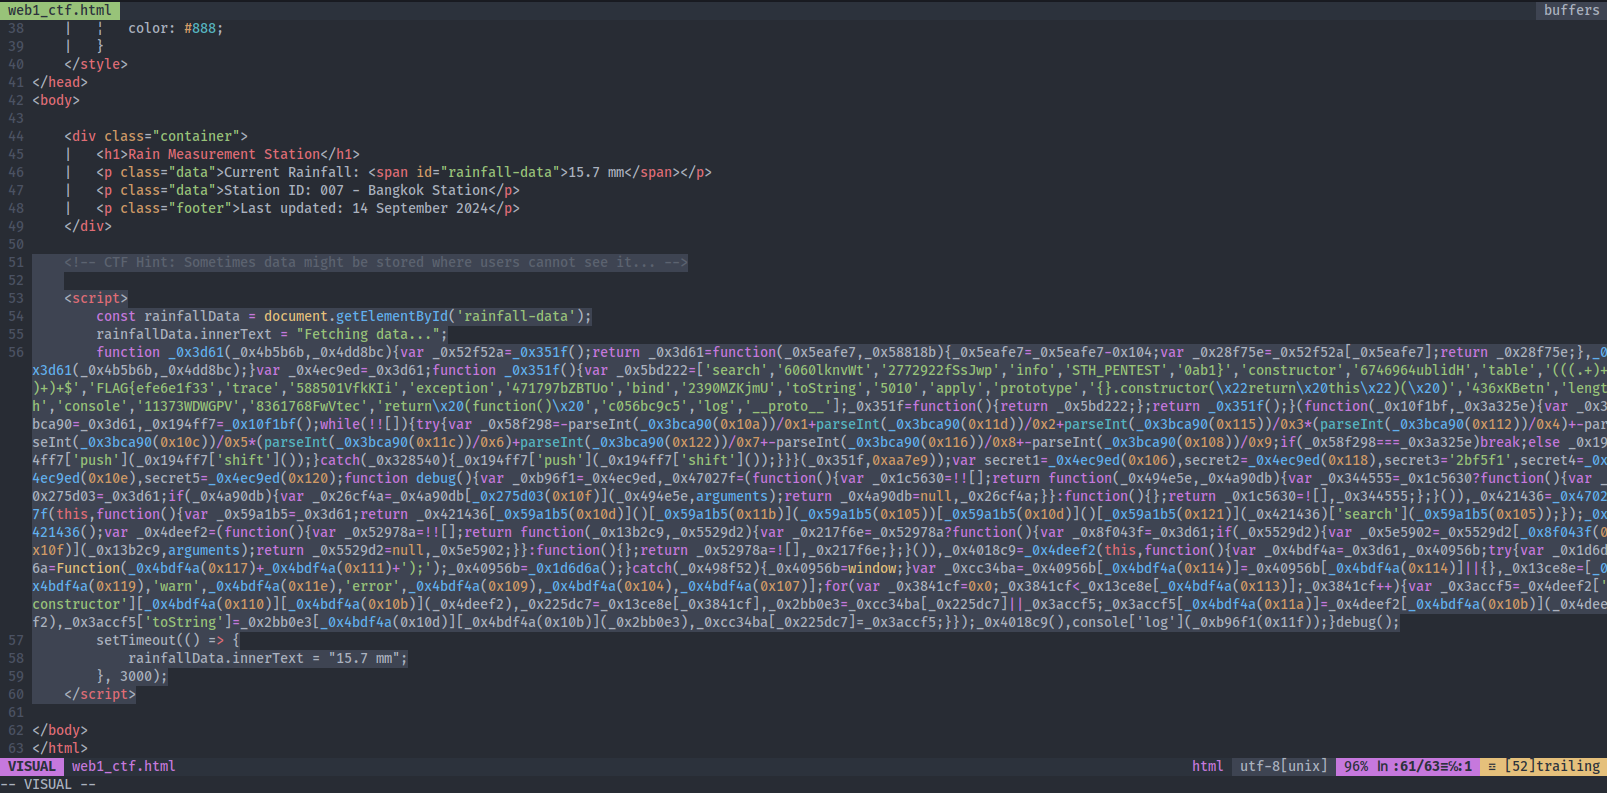 web1_ctf.html buffers
38 | ¦ color: #888;
39 | }
40 </style>
41 </head>
42 <body>
43
44 <div class="container">
45 | <h1>Rain Measurement Station</h1>
46 | <p class="data">Current Rainfall: <span id="rainfall-data">15.7 mm</span></p>
47 | <p class="data">Station ID: 007 - Bangkok Station</p>
48 | <p class="footer">Last updated: 14 September 2024</p>
49 </div>
50
51 <!-- CTF Hint: Sometimes data might be stored where users cannot see it... -->
52
53 <script>
54 const rainfallData = document.getElementById('rainfall-data');
55 rainfallData.innerText = "Fetching data...";
56 function _0x3d61(_0x4b5b6b,_0x4dd8bc){var _0x52f52a=_0x351f();return _0x3d61=function(_0x5eafe7,_0x58818b){_0x5eafe7=_0x5eafe7-0x104;var _0x28f75e=_0x52f52a[_0x5eafe7];return _0x28f75e;},_0
x3d61(_0x4b5b6b,_0x4dd8bc);}var _0x4ec9ed=_0x3d61;function _0x351f(){var _0x5bd222=['search','6060lknvWt','2772922fSsJwp','info','STH_PENTEST','0ab1}','constructor','6746964ublidH','table','(((.+)+
)+)+$','FLAG{efe6e1f33','trace','588501VfkKIi','exception','471797bZBTUo','bind','2390MZKjmU','toString','5010','apply','prototype','{}.constructor(\x22return\x20this\x22)(\x20)','436xKBetn','lengt
h','console','11373WDWGPV','8361768FwVtec','return\x20(function()\x20','c056bc9c5','log','__proto__'];_0x351f=function(){return _0x5bd222;};return _0x351f();}(function(_0x10f1bf,_0x3a325e){var _0x3
bca90=_0x3d61,_0x194ff7=_0x10f1bf();while(!![]){try{var _0x58f298=-parseInt(_0x3bca90(0x10a))/0x1+parseInt(_0x3bca90(0x11d))/0x2+parseInt(_0x3bca90(0x115))/0x3*(parseInt(_0x3bca90(0x112))/0x4)+-par
seInt(_0x3bca90(0x10c))/0x5*(parseInt(_0x3bca90(0x11c))/0x6)+parseInt(_0x3bca90(0x122))/0x7+-parseInt(_0x3bca90(0x116))/0x8+-parseInt(_0x3bca90(0x108))/0x9;if(_0x58f298===_0x3a325e)break;else _0x19
4ff7['push'](_0x194ff7['shift']());}catch(_0x328540){_0x194ff7['push'](_0x194ff7['shift']());}}}(_0x351f,0xaa7e9));var secret1=_0x4ec9ed(0x106),secret2=_0x4ec9ed(0x118),secret3='2bf5f1',secret4=_0x
4ec9ed(0x10e),secret5=_0x4ec9ed(0x120);function debug(){var _0xb96f1=_0x4ec9ed,_0x47027f=(function(){var _0x1c5630=!![];return function(_0x494e5e,_0x4a90db){var _0x344555=_0x1c5630?function(){var _
0x275d03=_0x3d61;if(_0x4a90db){var _0x26cf4a=_0x4a90db[_0x275d03(0x10f)](_0x494e5e,arguments);return _0x4a90db=null,_0x26cf4a;}}:function(){};return _0x1c5630=![],_0x344555;};}()),_0x421436=_0x4702
7f(this,function(){var _0x59a1b5=_0x3d61;return _0x421436[_0x59a1b5(0x10d)]()[_0x59a1b5(0x11b)](_0x59a1b5(0x105))[_0x59a1b5(0x10d)]()[_0x59a1b5(0x121)](_0x421436)['search'](_0x59a1b5(0x105));});_0x
421436();var _0x4deef2=(function(){var _0x52978a=!![];return function(_0x13b2c9,_0x5529d2){var _0x217f6e=_0x52978a?function(){var _0x8f043f=_0x3d61;if(_0x5529d2){var _0x5e5902=_0x5529d2[_0x8f043f(0
x10f)](_0x13b2c9,arguments);return _0x5529d2=null,_0x5e5902;}}:function(){};return _0x52978a=![],_0x217f6e;};}()),_0x4018c9=_0x4deef2(this,function(){var _0x4bdf4a=_0x3d61,_0x40956b;try{var _0x1d6d
6a=Function(_0x4bdf4a(0x117)+_0x4bdf4a(0x111)+');');_0x40956b=_0x1d6d6a();}catch(_0x498f52){_0x40956b=window;}var _0xcc34ba=_0x40956b[_0x4bdf4a(0x114)]=_0x40956b[_0x4bdf4a(0x114)]||{},_0x13ce8e=[_0
x4bdf4a(0x119),'warn',_0x4bdf4a(0x11e),'error',_0x4bdf4a(0x109),_0x4bdf4a(0x104),_0x4bdf4a(0x107)];for(var _0x3841cf=0x0;_0x3841cf<_0x13ce8e[_0x4bdf4a(0x113)];_0x3841cf++){var _0x3accf5=_0x4deef2['
constructor'][_0x4bdf4a(0x110)][_0x4bdf4a(0x10b)](_0x4deef2),_0x225dc7=_0x13ce8e[_0x3841cf],_0x2bb0e3=_0xcc34ba[_0x225dc7]||_0x3accf5;_0x3accf5[_0x4bdf4a(0x11a)]=_0x4deef2[_0x4bdf4a(0x10b)](_0x4dee
f2),_0x3accf5['toString']=_0x2bb0e3[_0x4bdf4a(0x10d)][_0x4bdf4a(0x10b)](_0x2bb0e3),_0xcc34ba[_0x225dc7]=_0x3accf5;}});_0x4018c9(),console['log'](_0xb96f1(0x11f));}debug();
57 setTimeout(() => {
58 rainfallData.innerText = "15.7 mm";
59 }, 3000);
60 </script>
61
62 </body>
63 </html>
VISUAL web1_ctf.html html utf-8[unix] 96% ln :61/63≡℅:1 ≡ [52]trailing
-- VISUAL --